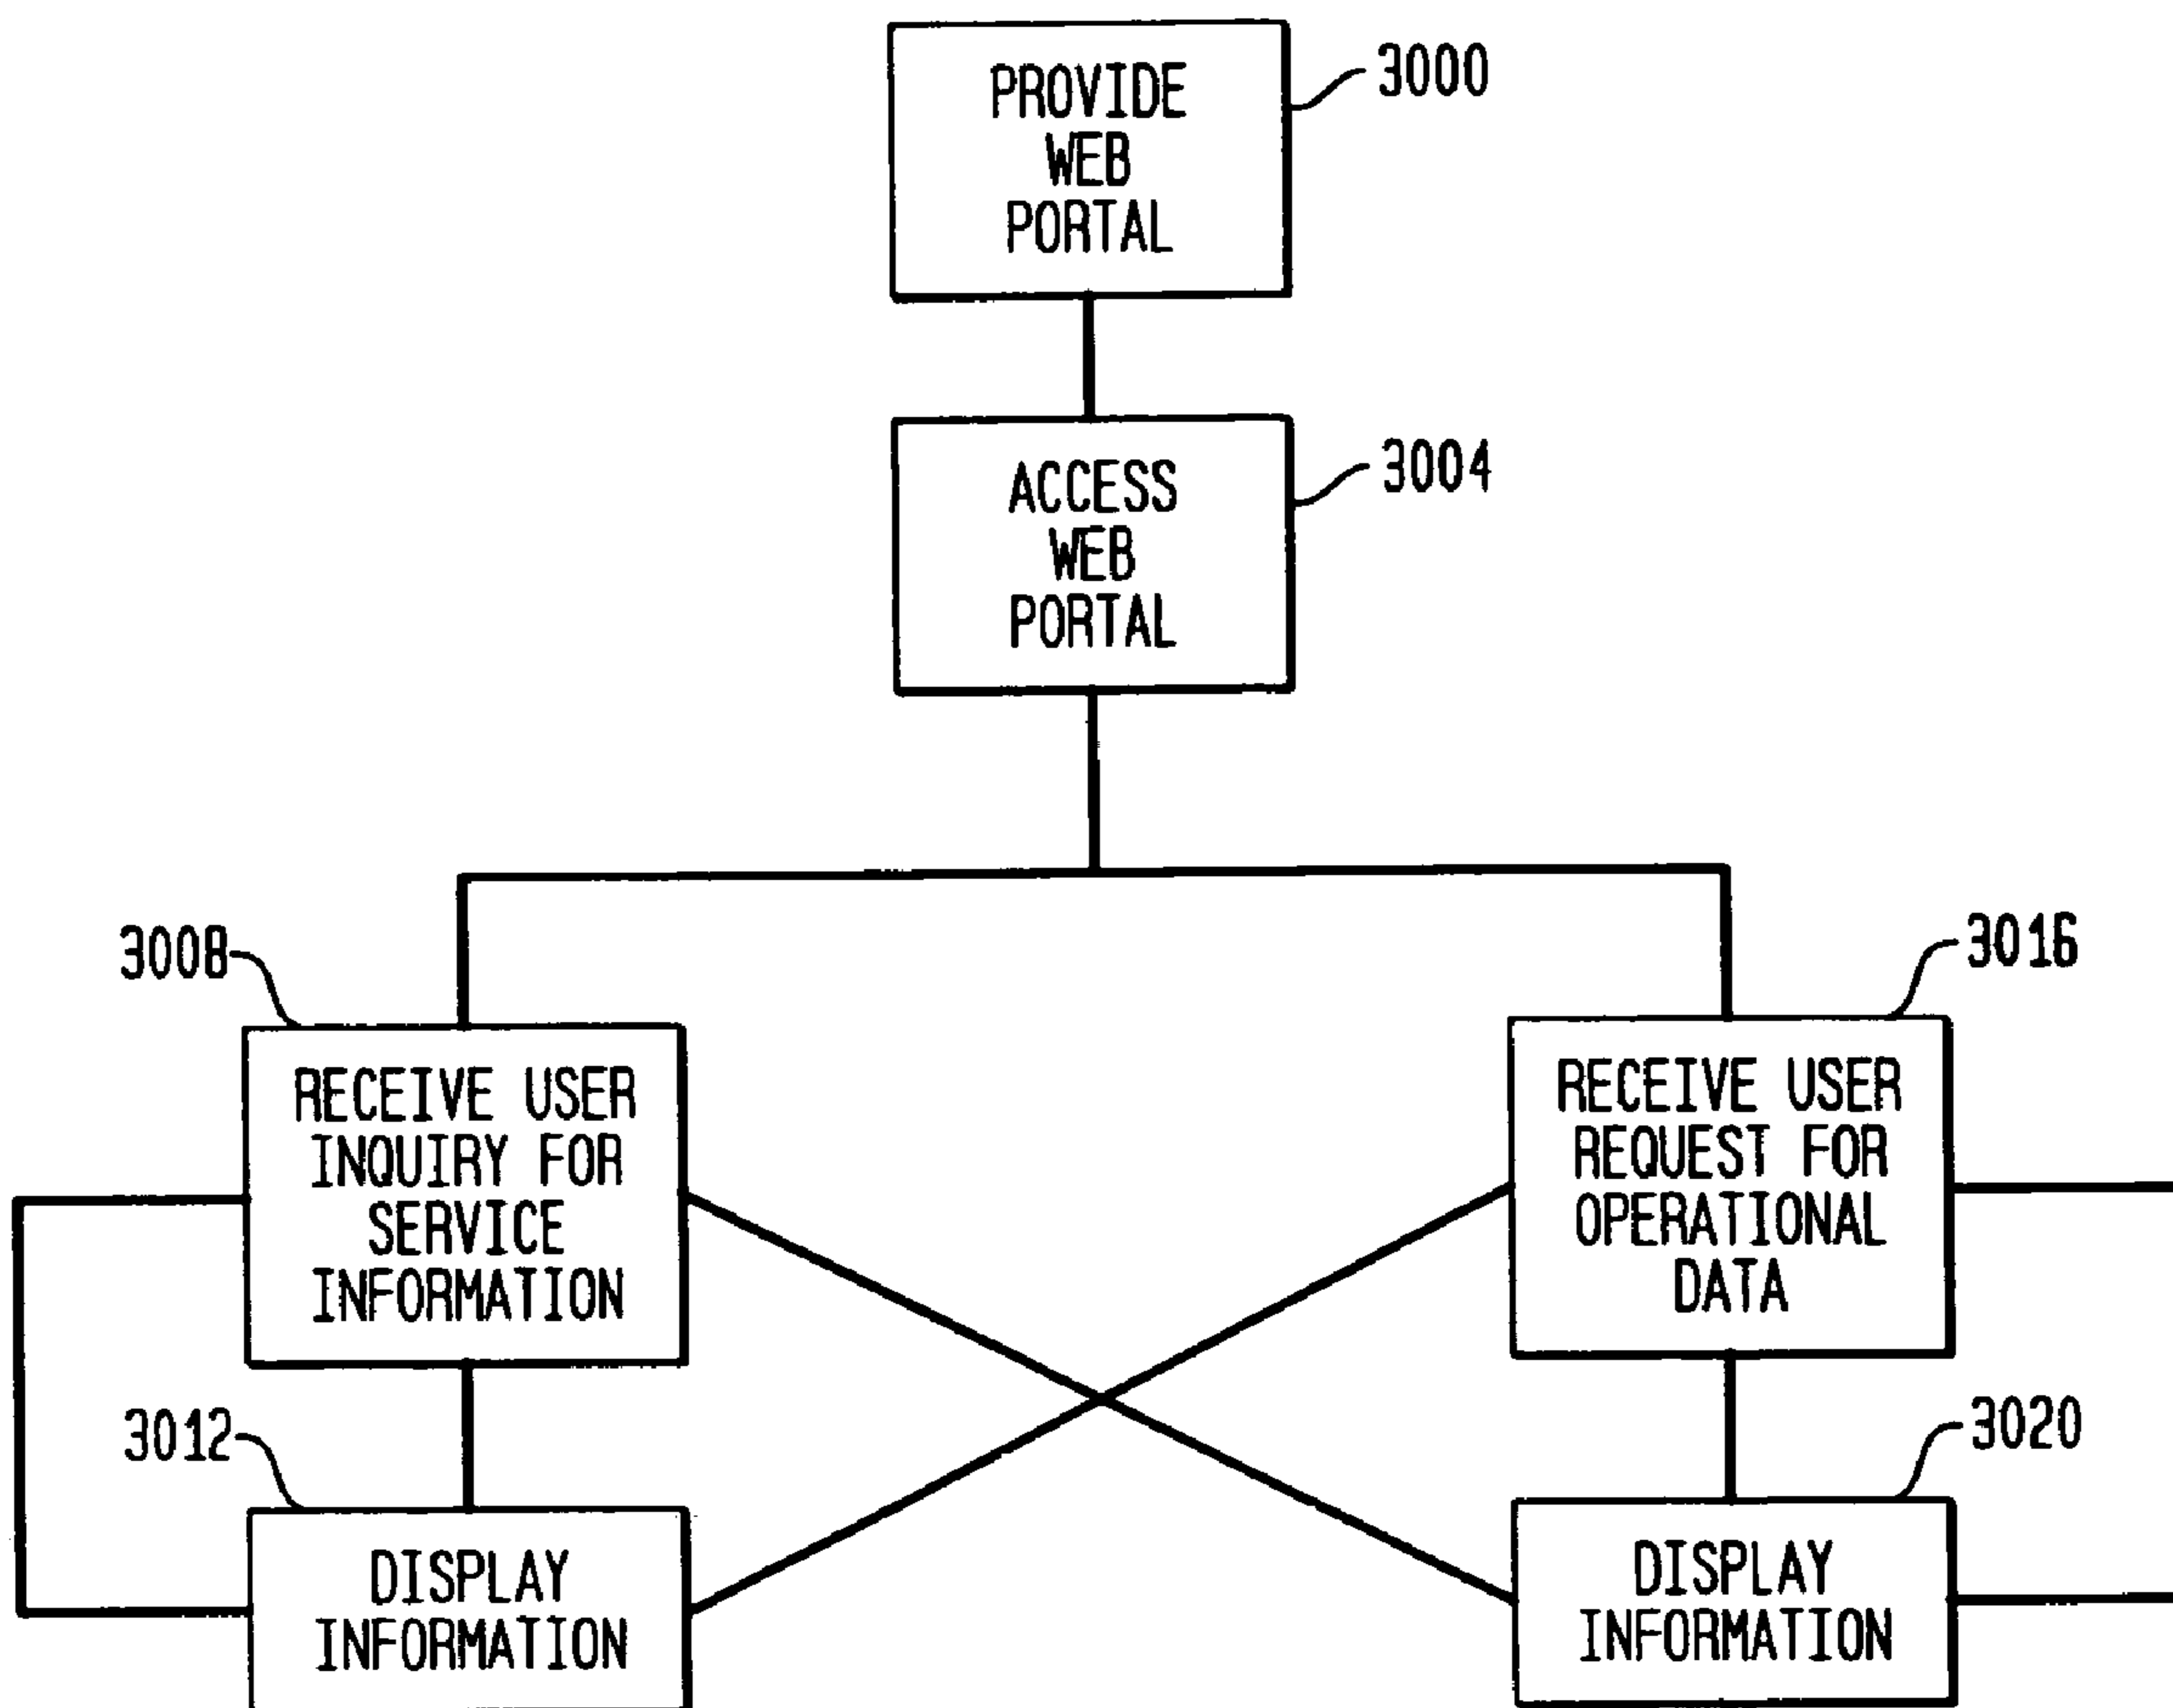 PROVIDE
WEB
PORTAL
3000
ACCESS
WEB
PORTAL
3004
3008
RECEIVE USER
INQUIRY FOR
SERVICE
INFORMATION
3016
RECEIVE USER
REQUEST FOR
OPERATIONAL
DATA
3012
DISPLAY
INFORMATION
3020
DISPLAY
INFORMATION